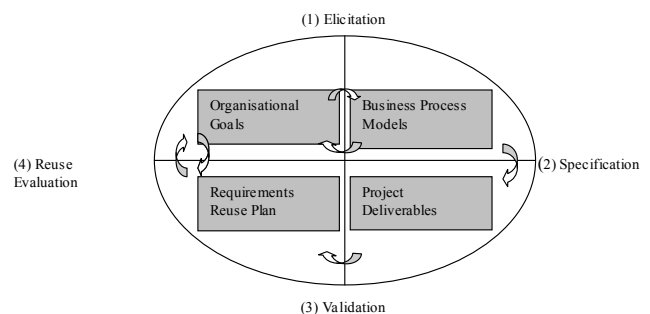 (1) Elicitation
Organisational
Goals
Business Process
Models
(4) Reuse
Evaluation
(2) Specification
Requirements
Reuse Plan
Project
Deliverables
(3) Validation